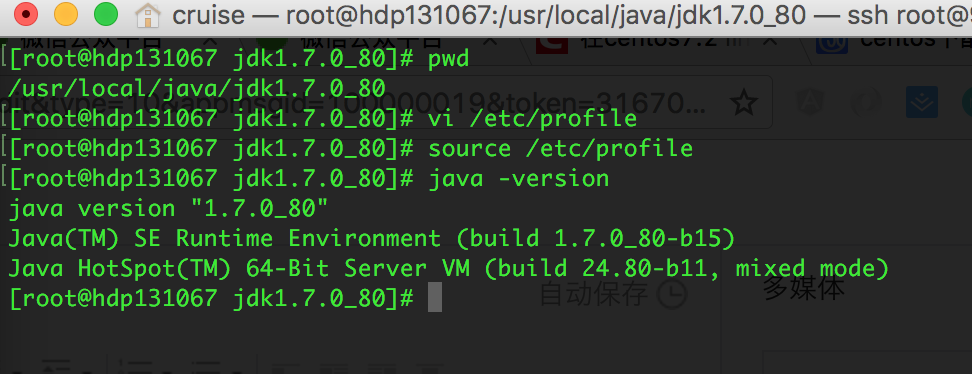 cruise — root@hdp131067:/usr/local/java/jdk1.7.0_80 — ssh root@
[root@hdp131067 jdk1.7.0_80]# pwd
/usr/local/java/jdk1.7.0_80
[root@hdp131067 jdk1.7.0_80]# vi /etc/profile
[root@hdp131067 jdk1.7.0_80]# source /etc/profile
[root@hdp131067 jdk1.7.0_80]# java -version
java version "1.7.0_80"
Java(TM) SE Runtime Environment (build 1.7.0_80-b15)
Java HotSpot(TM) 64-Bit Server VM (build 24.80-b11, mixed mode)
[root@hdp131067 jdk1.7.0_80]#
自动保存
多媒体